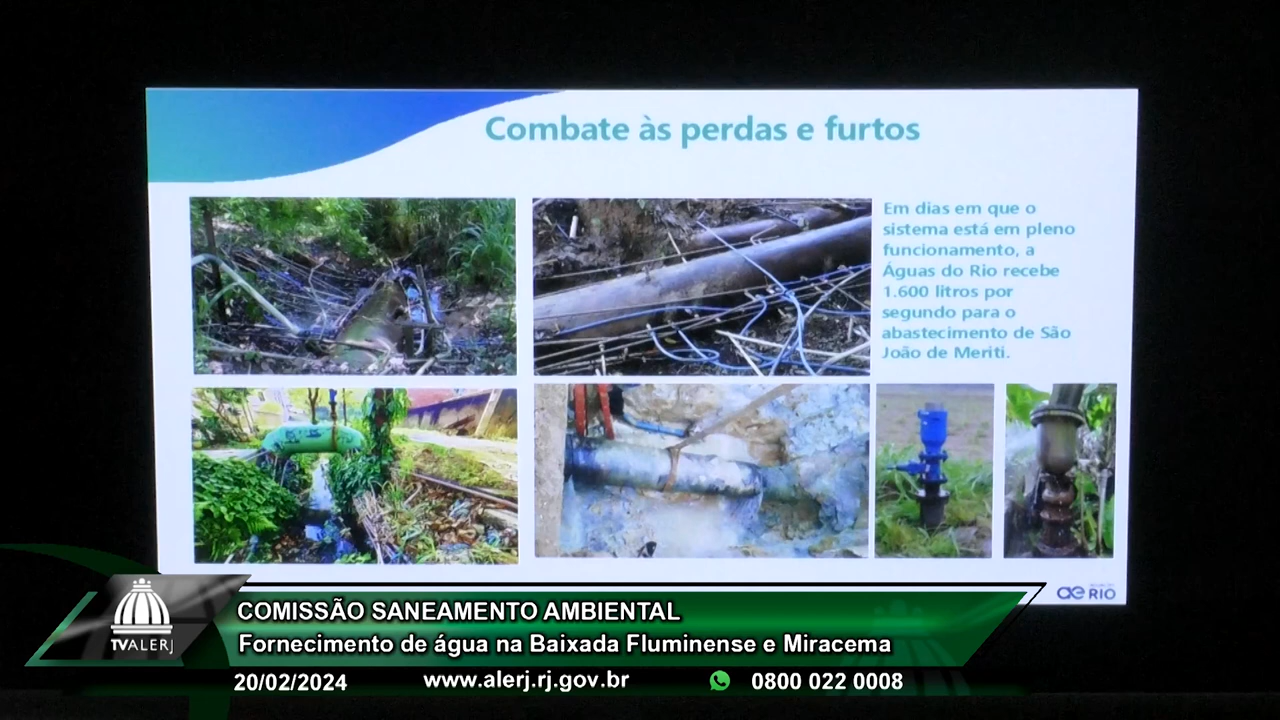 Combate às perdas e furtos
Em dias em que o
sistema está em pleno
funcionamento, a
Águas do Rio recebe
1.600 litros por
segundo para o
abastecimento de São
João de Meriti.
RIO
COMISSÃO SANEAMENTO AMBIENTAL
Fornecimento de água na Baixada Fluminense e Miracema
TVALERJ
20/02/2024
www.alerj.rj.gov.br
0800 022 0008